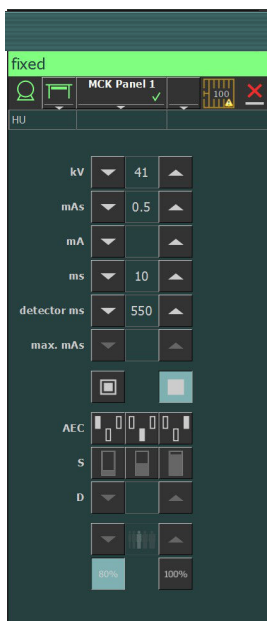 fixed
MCK Panel 1
100
HU
kV 41
mAs 0.5
mA
ms 10
detector ms 550
max. mAs
AEC
S
D
80% 100%